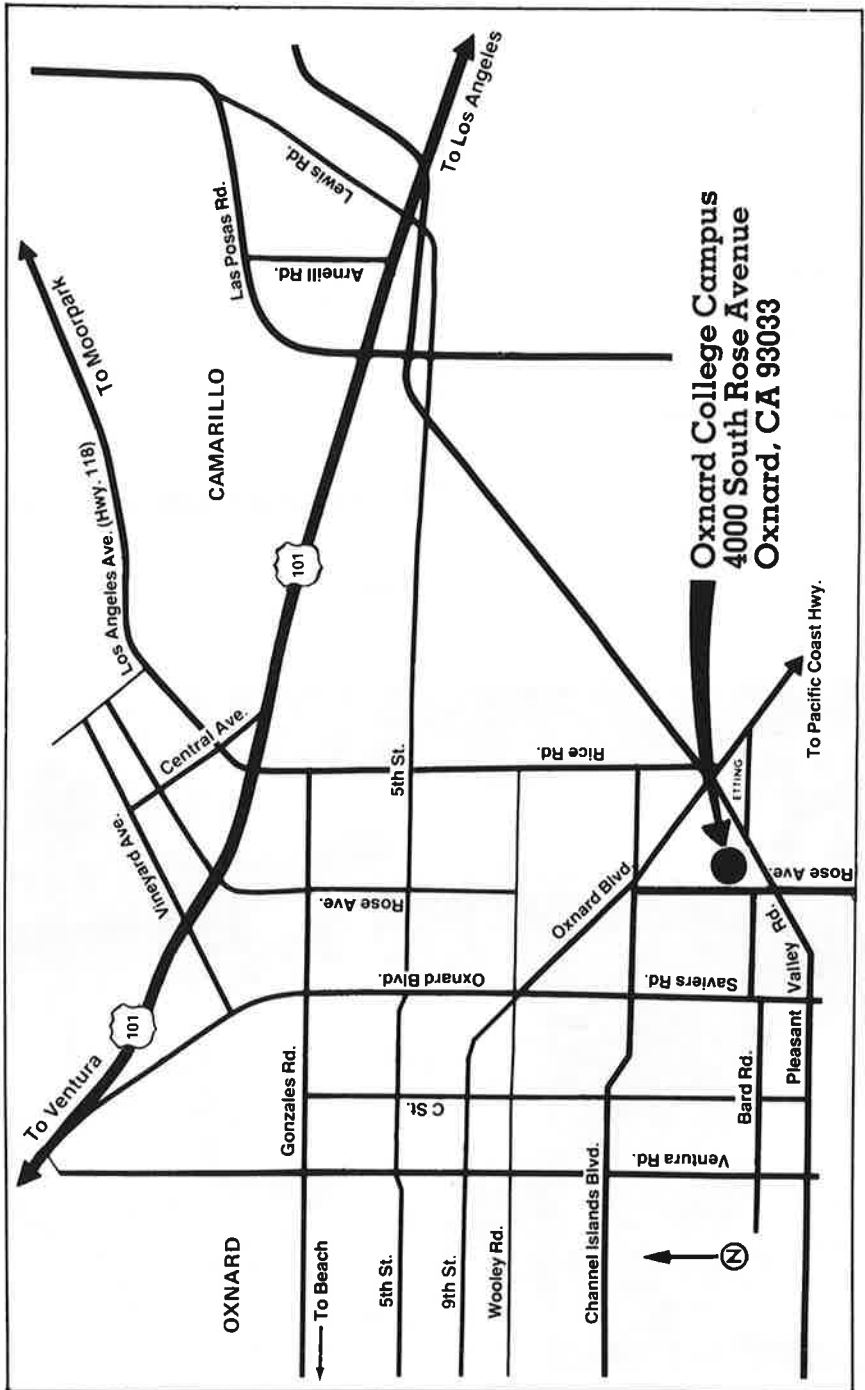 To Moorpark
Los Angeles Ave. (Hwy. 118)
Las Posas Rd.
Lewis Rd.
Arneill Rd.
To Los Angeles
CAMARILLO
101
Central Ave.
Vineyard Ave.
To Ventura
101
OXNARD
Gonzales Rd.
To Beach
5th St.
5th St.
9th St.
Wooley Rd.
Channel Islands Blvd.
Rose Ave.
Oxnard Blvd.
C St.
Rice Rd.
Oxnard Blvd.
Saviers Rd.
Ventura Rd.
Bard Rd.
Pleasant Valley Rd.
Rose Ave.
ETTING
To Pacific Coast Hwy.
N
Oxnard College Campus
4000 South Rose Avenue
Oxnard, CA 93033